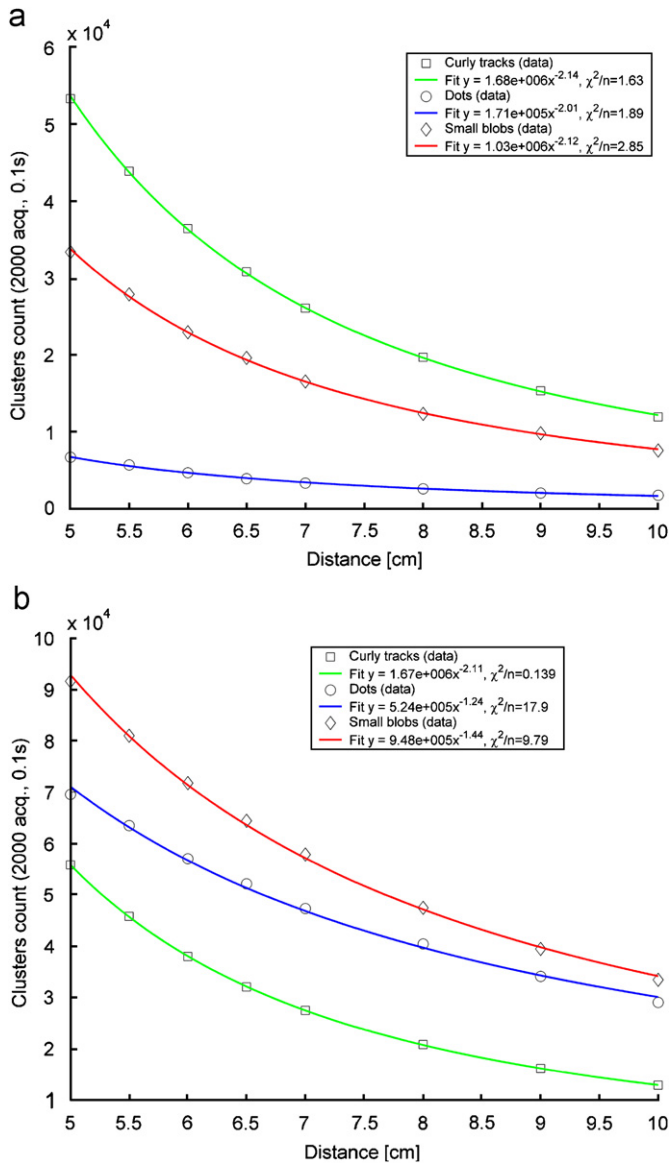 a
x 10⁴
6
5
4
3
2
1
0
Clusters count (2000 acq., 0.1s)
Curly tracks (data)
Fit y = 1.68e+006x^-2.14, χ²/n=1.63
Dots (data)
Fit y = 1.71e+005x^-2.01, χ²/n=1.89
Small blobs (data)
Fit y = 1.03e+006x^-2.12, χ²/n=2.85
5 5.5 6 6.5 7 7.5 8 8.5 9 9.5 10
Distance [cm]
b
x 10⁴
10
9
8
7
6
5
4
3
2
1
Clusters count (2000 acq., 0.1s)
Curly tracks (data)
Fit y = 1.67e+006x^-2.11, χ²/n=0.139
Dots (data)
Fit y = 5.24e+005x^-1.24, χ²/n=17.9
Small blobs (data)
Fit y = 9.48e+005x^-1.44, χ²/n=9.79
5 5.5 6 6.5 7 7.5 8 8.5 9 9.5 10
Distance [cm]